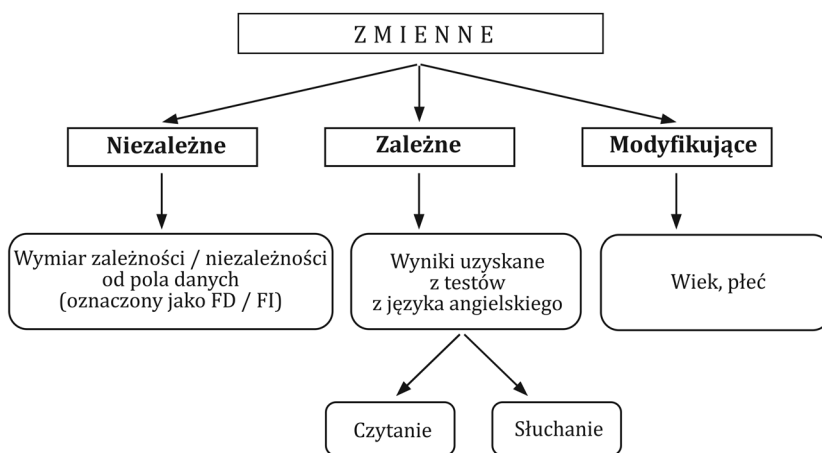 Z M I E N N E
Niezależne
Zależne
Modyfikujące
Wymiar zależności / niezależności
od pola danych
(oznaczony jako FD / FI)
Wyniki uzyskane
z testów
z języka angielskiego
Wiek, płeć
Czytanie
Słuchanie